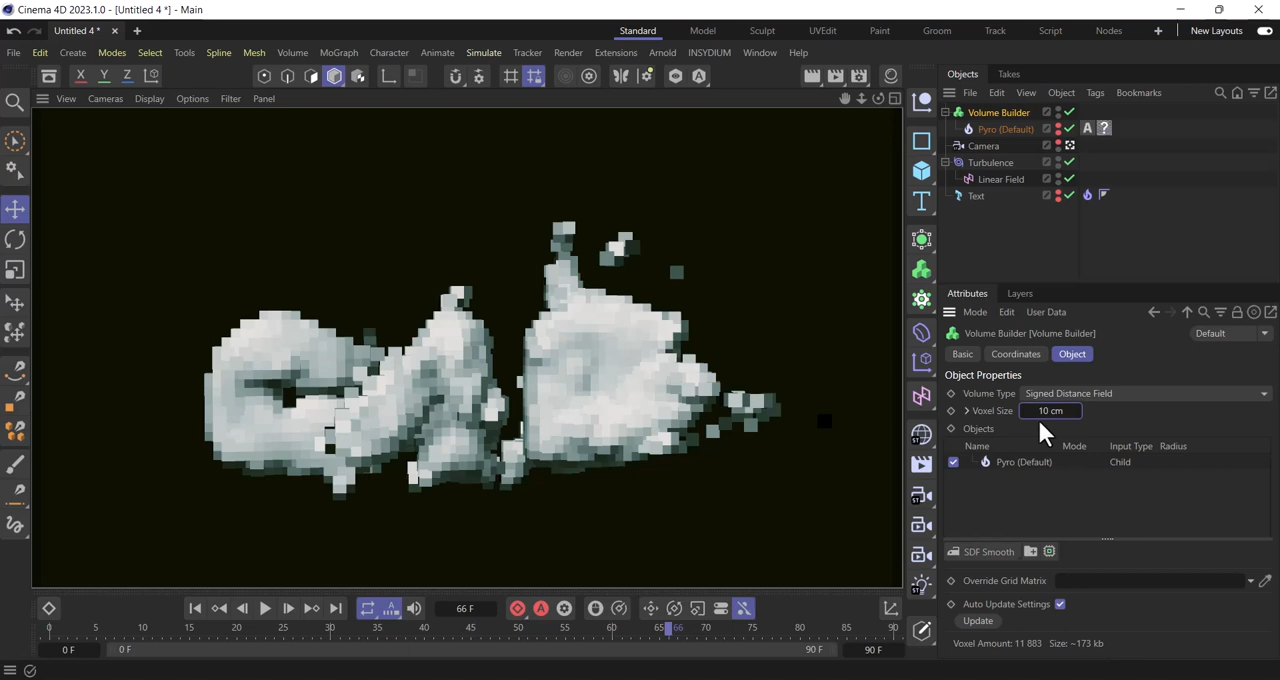 Cinema 4D 2023.1.0 - [Untitled 4 *] - Main
Untitled 4 *
Standard Model Sculpt UVEdit Paint Groom Track Script Nodes New Layouts
File Edit Create Modes Select Tools Spline Mesh Volume MoGraph Character Animate Simulate Tracker Render Extensions Arnold INSYDIUM Window Help
X Y Z
Objects Takes
View Cameras Display Options Filter Panel
File Edit View Object Tags Bookmarks
Volume Builder
Pyro (Default)
A ?
Camera
Turbulence
Linear Field
Text
Attributes Layers
Mode Edit User Data
Volume Builder [Volume Builder] Default
Basic Coordinates Object
Object Properties
Volume Type Signed Distance Field
Voxel Size 10 cm
Objects
Name Mode Input Type Radius
Pyro (Default) Child
SDF Smooth
Override Grid Matrix
Auto Update Settings
Update
Voxel Amount: 11 883 Size: ~173 kb
66 F
0 5 10 15 20 25 30 35 40 45 50 55 60 65 66 70 75 80 85 90
0 F 0 F 90 F 90 F